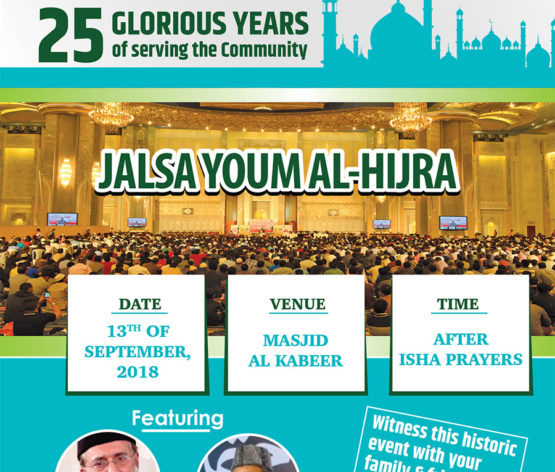 25 GLORIOUS YEARS
of serving the Community
JALSA YOUM AL-HIJRA
DATE
13TH OF
SEPTEMBER,
2018
VENUE
MASJID
AL KABEER
TIME
AFTER
ISHA PRAYERS
Featuring
Witness this historic
event with your
family &